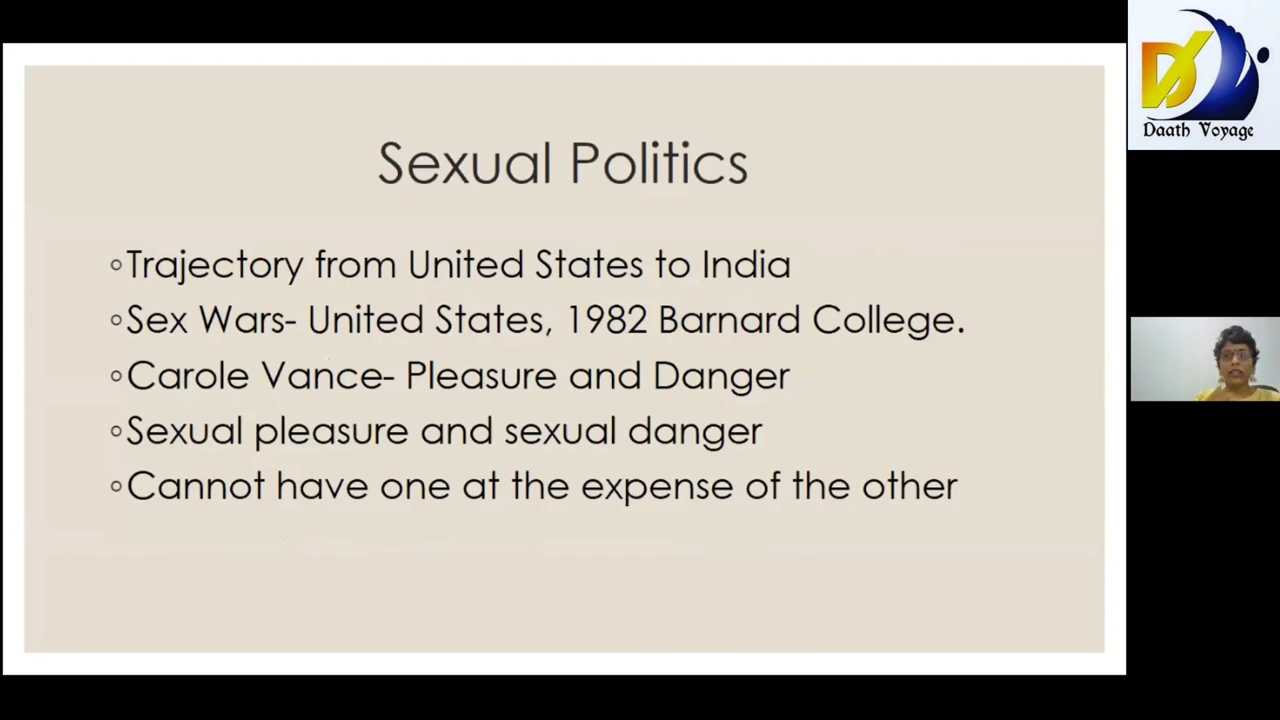 Sexual Politics
◦Trajectory from United States to India
◦Sex Wars- United States, 1982 Barnard College.
◦Carole Vance- Pleasure and Danger
◦Sexual pleasure and sexual danger
◦Cannot have one at the expense of the other
DV
Daath Voyage